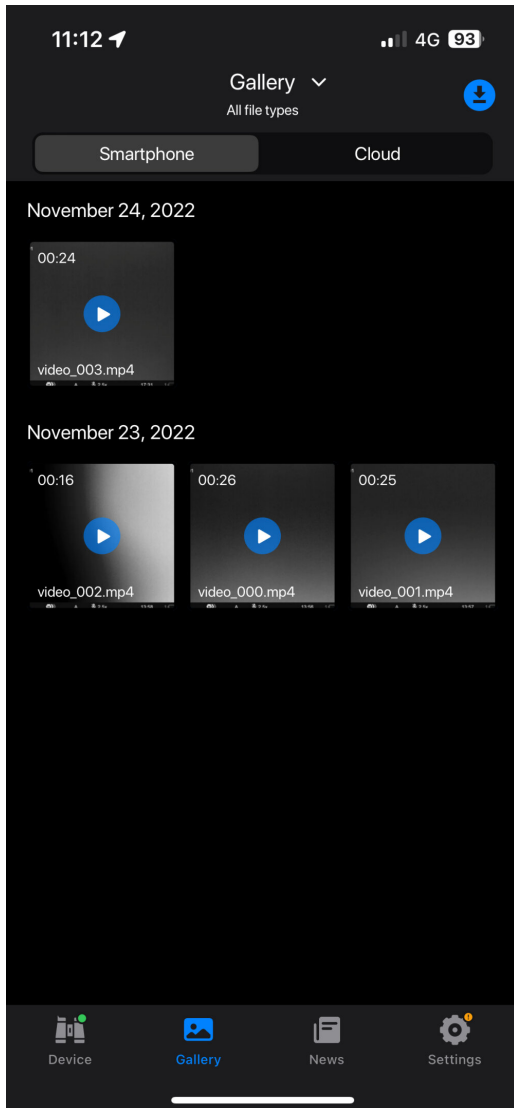 11:12
4G 93
Gallery
All file types
Smartphone Cloud
November 24, 2022
00:24
video_003.mp4
November 23, 2022
00:16 00:26 00:25
video_002.mp4 video_000.mp4 video_001.mp4
Device Gallery News Settings